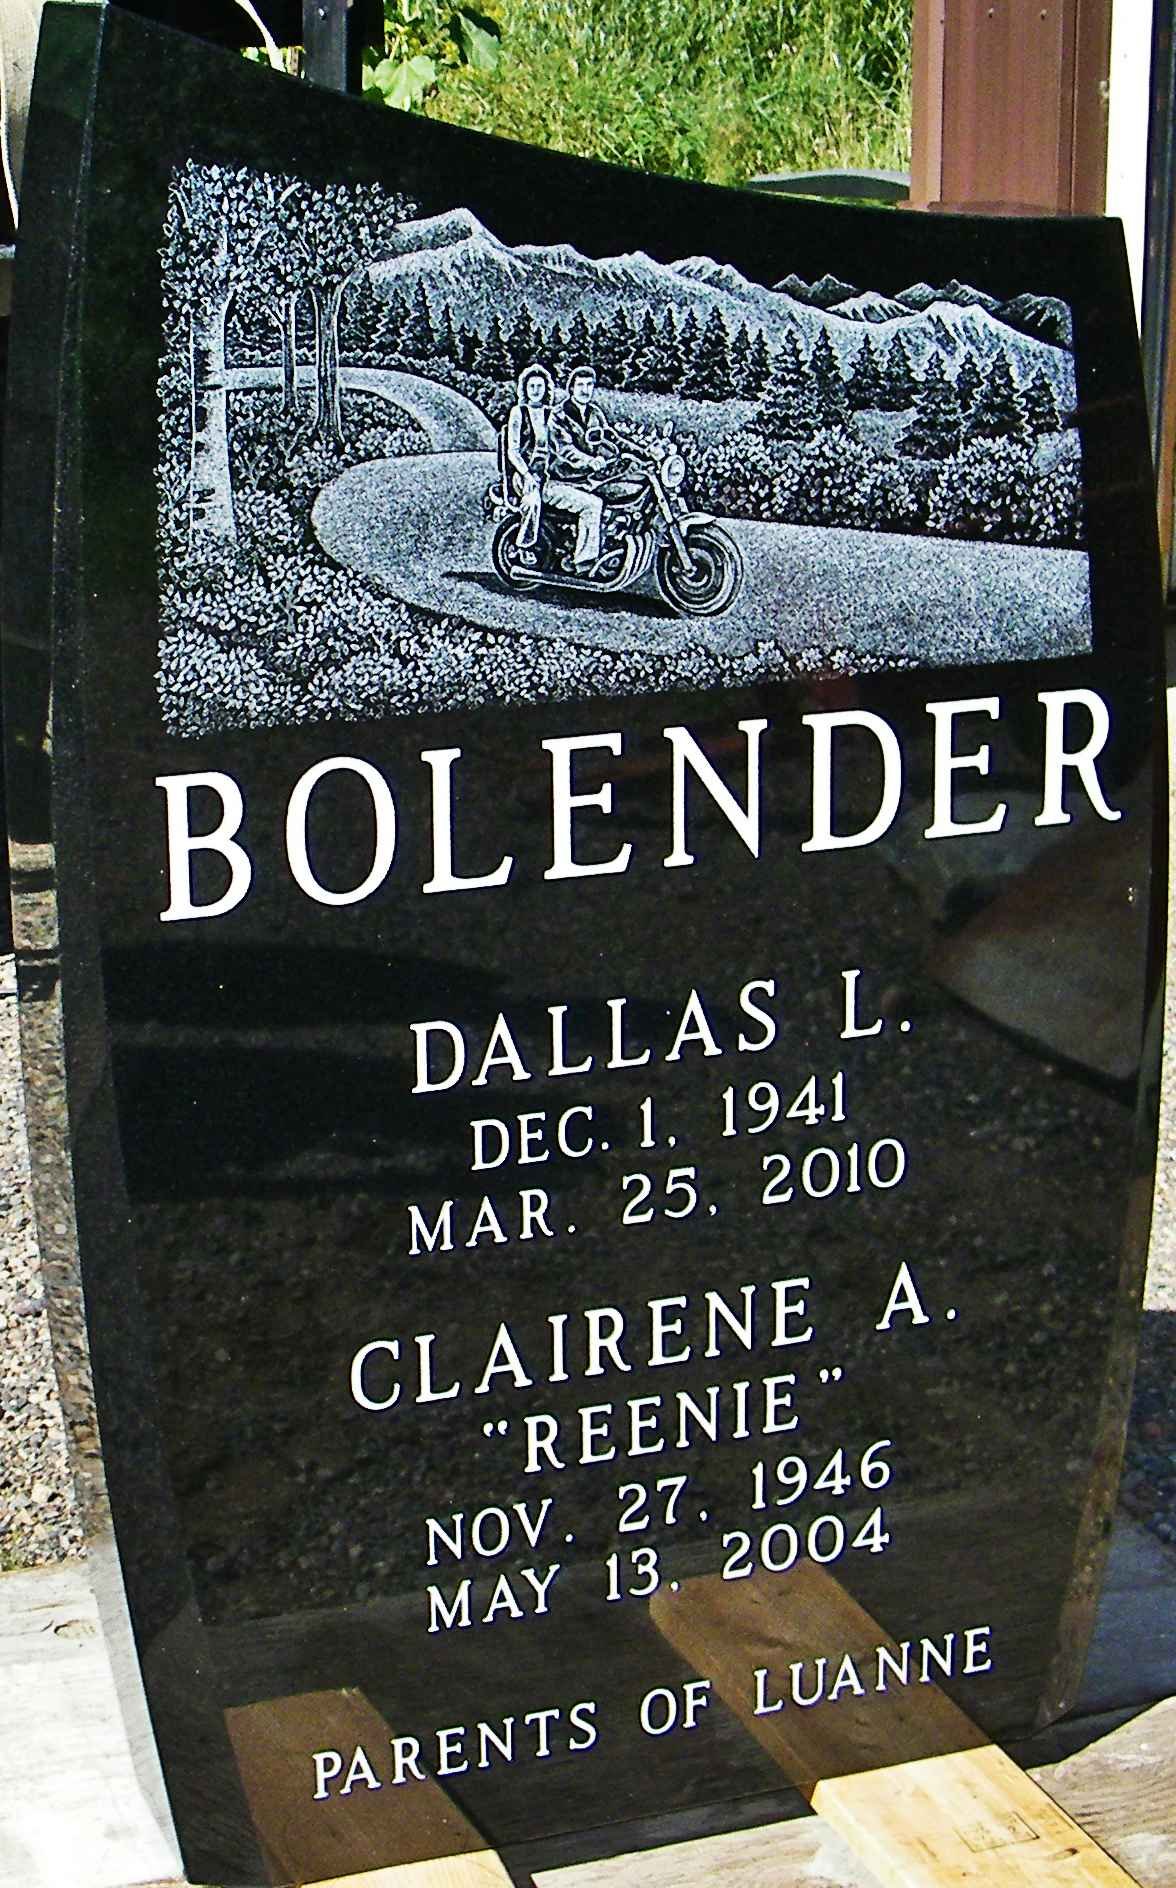 BOLENDER
DALLAS L.
DEC. 1, 1941
MAR. 25, 2010
CLAIRENE A.
"REENIE"
NOV. 27, 1946
MAY 13, 2004
PARENTS OF LUANNE